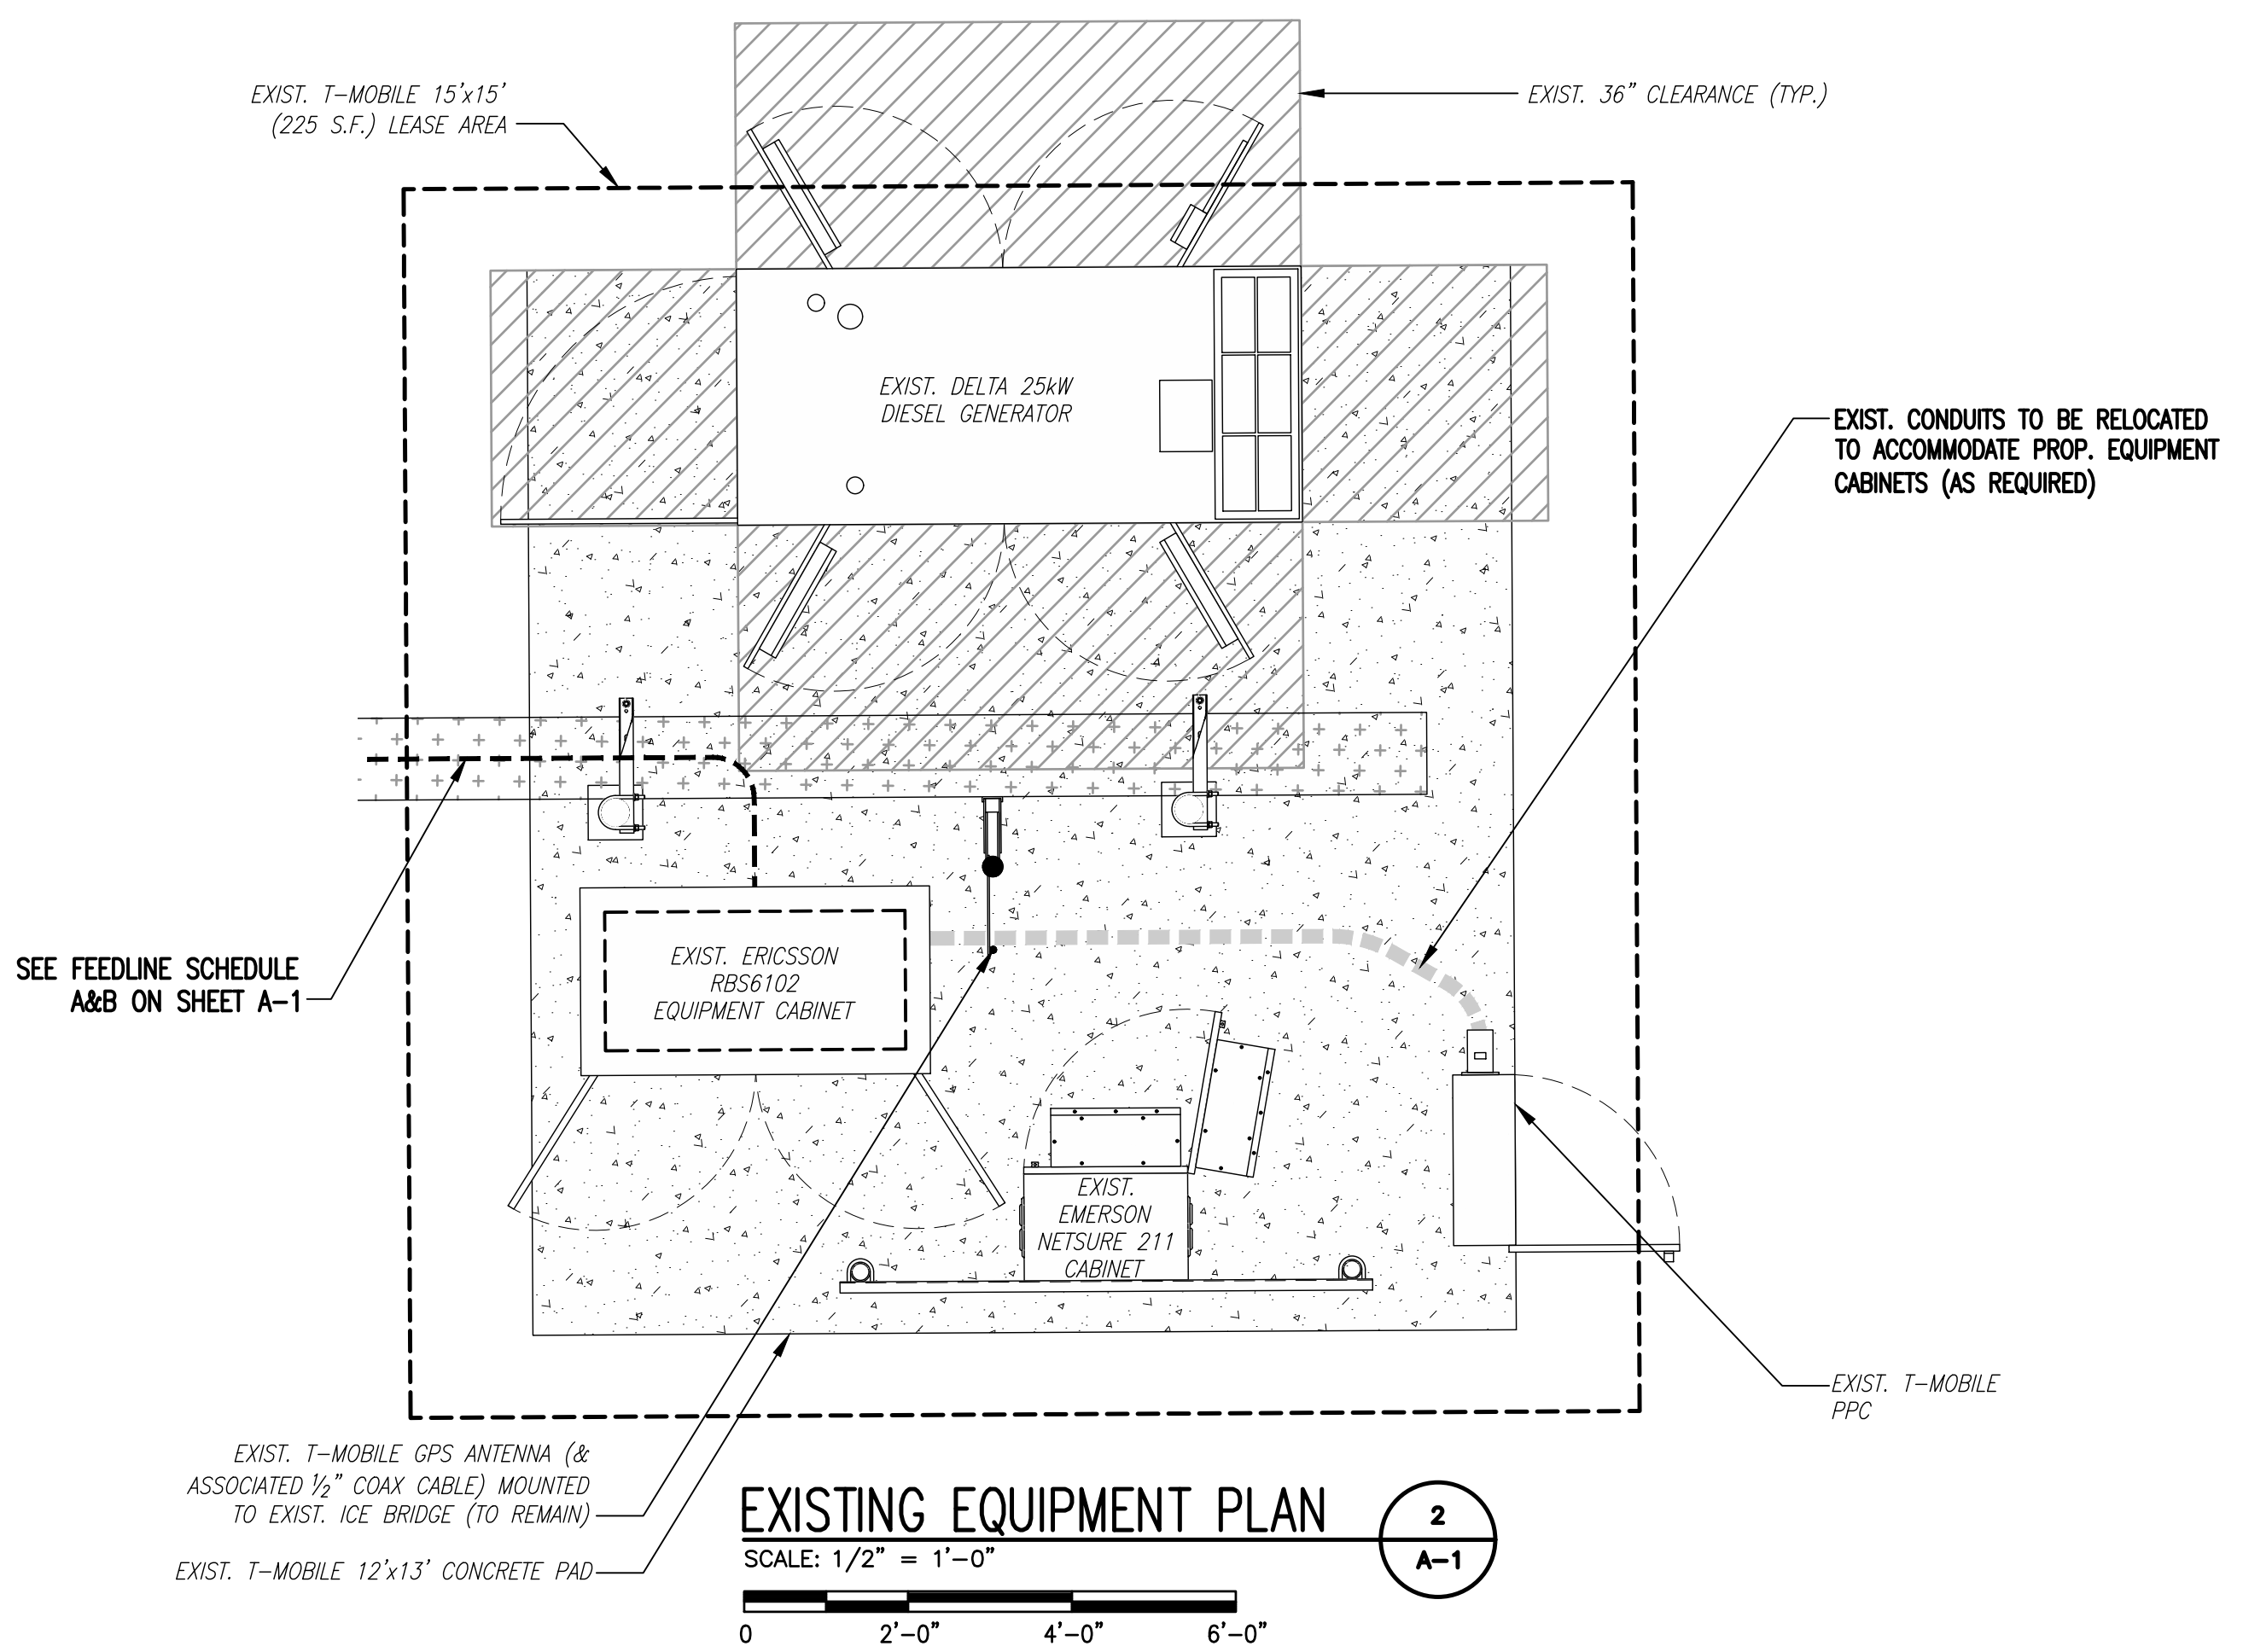 EXIST. T-MOBILE 15'x15'
(225 S.F.) LEASE AREA
EXIST. 36" CLEARANCE (TYP.)
EXIST. DELTA 25kW
DIESEL GENERATOR
EXIST. CONDUITS TO BE RELOCATED
TO ACCOMMODATE PROP. EQUIPMENT
CABINETS (AS REQUIRED)
SEE FEEDLINE SCHEDULE
A&B ON SHEET A-1
EXIST. ERICSSON
RBS6102
EQUIPMENT CABINET
EXIST.
EMERSON
NETSURE 211
CABINET
EXIST. T-MOBILE
PPC
EXIST. T-MOBILE GPS ANTENNA (&
ASSOCIATED ½" COAX CABLE) MOUNTED
TO EXIST. ICE BRIDGE (TO REMAIN)
EXIST. T-MOBILE 12'x13' CONCRETE PAD
EXISTING EQUIPMENT PLAN
SCALE: 1/2" = 1'-0"
2
A-1
0 2'-0" 4'-0" 6'-0"